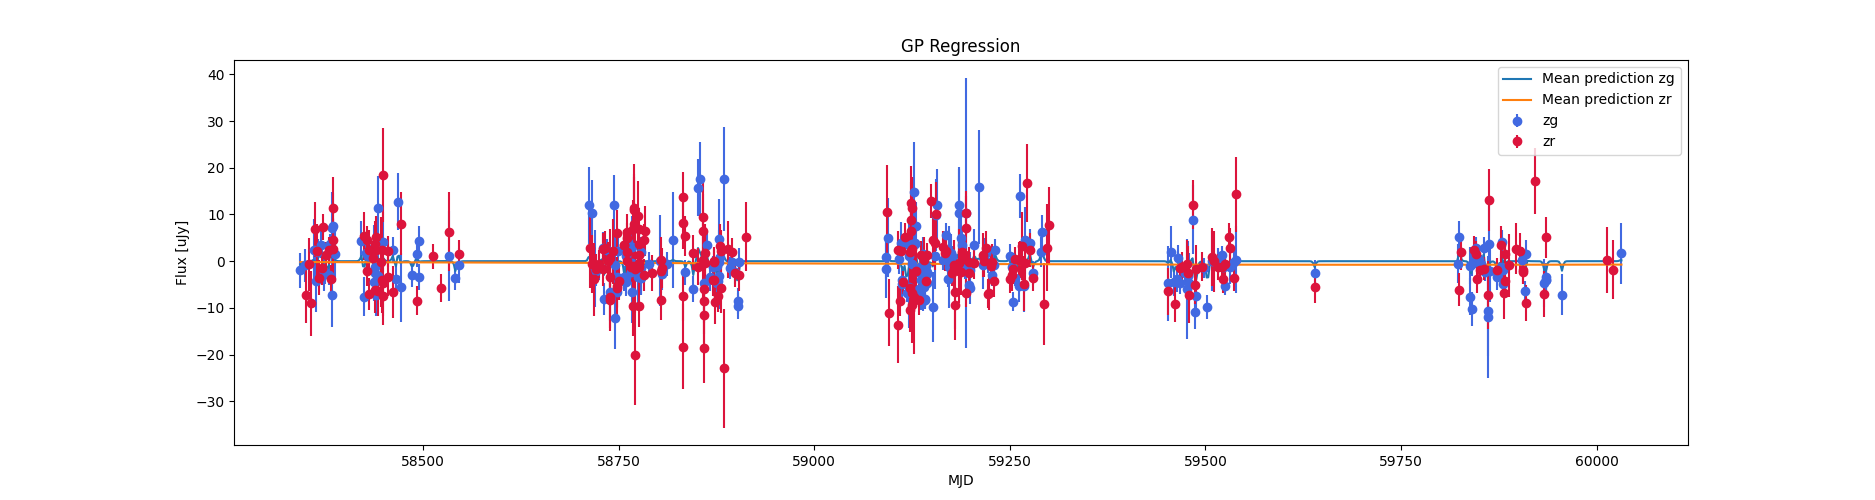 GP Regression
Flux [uJy]
40
30
20
10
0
−10
−20
−30
Mean prediction zg
Mean prediction zr
zg
zr
58500
58750
59000
59250
59500
59750
60000
MJD